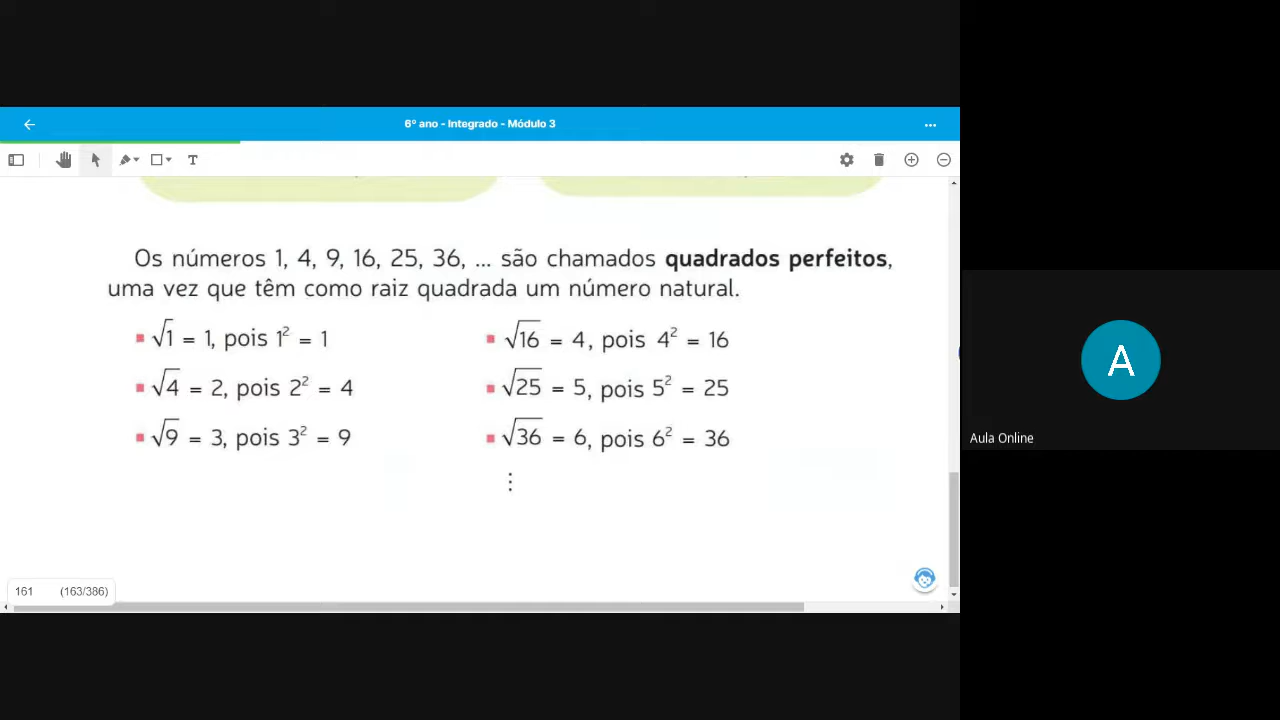 6º ano - Integrado - Módulo 3
T
Os números 1, 4, 9, 16, 25, 36, ... são chamados quadrados perfeitos,
uma vez que têm como raiz quadrada um número natural.
√1 = 1, pois 1² = 1
√4 = 2, pois 2² = 4
√9 = 3, pois 3² = 9
√16 = 4, pois 4² = 16
√25 = 5, pois 5² = 25
√36 = 6, pois 6² = 36
⋮
161 (163/386)
A
Aula Online